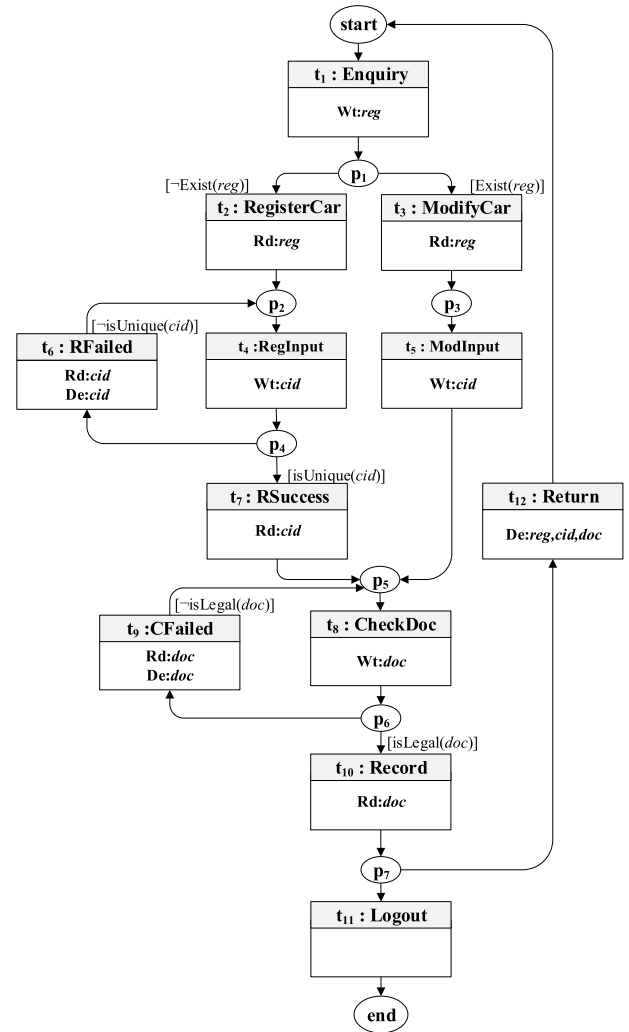 start
t₁ : Enquiry
Wt:reg
p₁
[¬Exist(reg)]
[Exist(reg)]
t₂ : RegisterCar
Rd:reg
t₃ : ModifyCar
Rd:reg
p₂
p₃
[¬isUnique(cid)]
t₆ : RFailed
Rd:cid
De:cid
t₄ :RegInput
Wt:cid
t₅ : ModInput
Wt:cid
p₄
[isUnique(cid)]
t₇ : RSuccess
Rd:cid
t₁₂ : Return
De:reg,cid,doc
p₅
[¬isLegal(doc)]
t₉ :CFailed
Rd:doc
De:doc
t₈ : CheckDoc
Wt:doc
p₆
[isLegal(doc)]
t₁₀ : Record
Rd:doc
p₇
t₁₁ : Logout
end